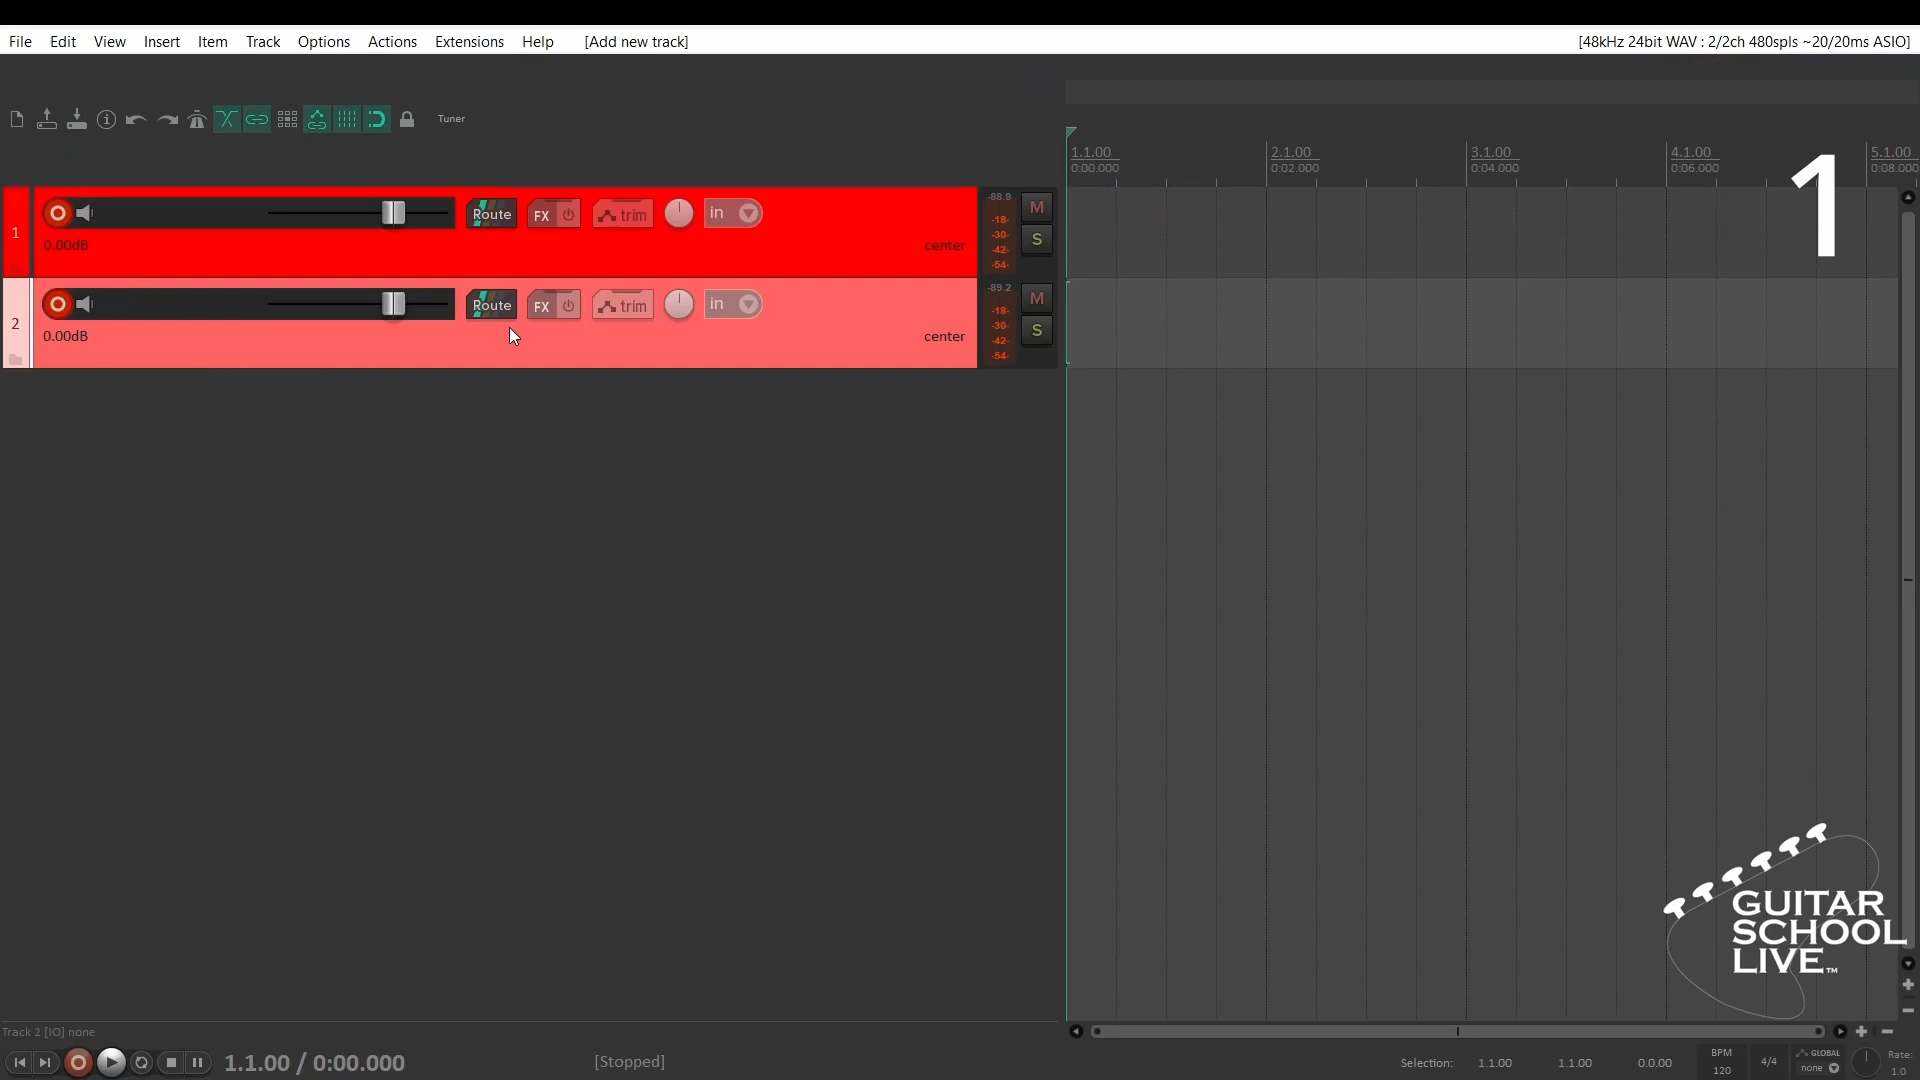 File Edit View Insert Item Track Options Actions Extensions Help [Add new track] [48kHz 24bit WAV : 2/2ch 480spls ~20/20ms ASIO]
Tuner
1.1.00 2.1.00 3.1.00 4.1.00 5.1.00
0:00.000 0:02.000 0:04.000 0:06.000 0:08.000
1
1 Route FX trim in -88.8 M
0.00dB center -18- S
-30-
-42-
-54-
2 Route FX trim in -89.2 M
0.00dB center -18- S
-30-
-42-
-54-
GUITAR
SCHOOL
LIVE™
Track 2 [IO] none
1.1.00 / 0:00.000 [Stopped] Selection: 1.1.00 1.1.00 0.0.00 BPM 4/4 GLOBAL Rate:
120 none 1.0